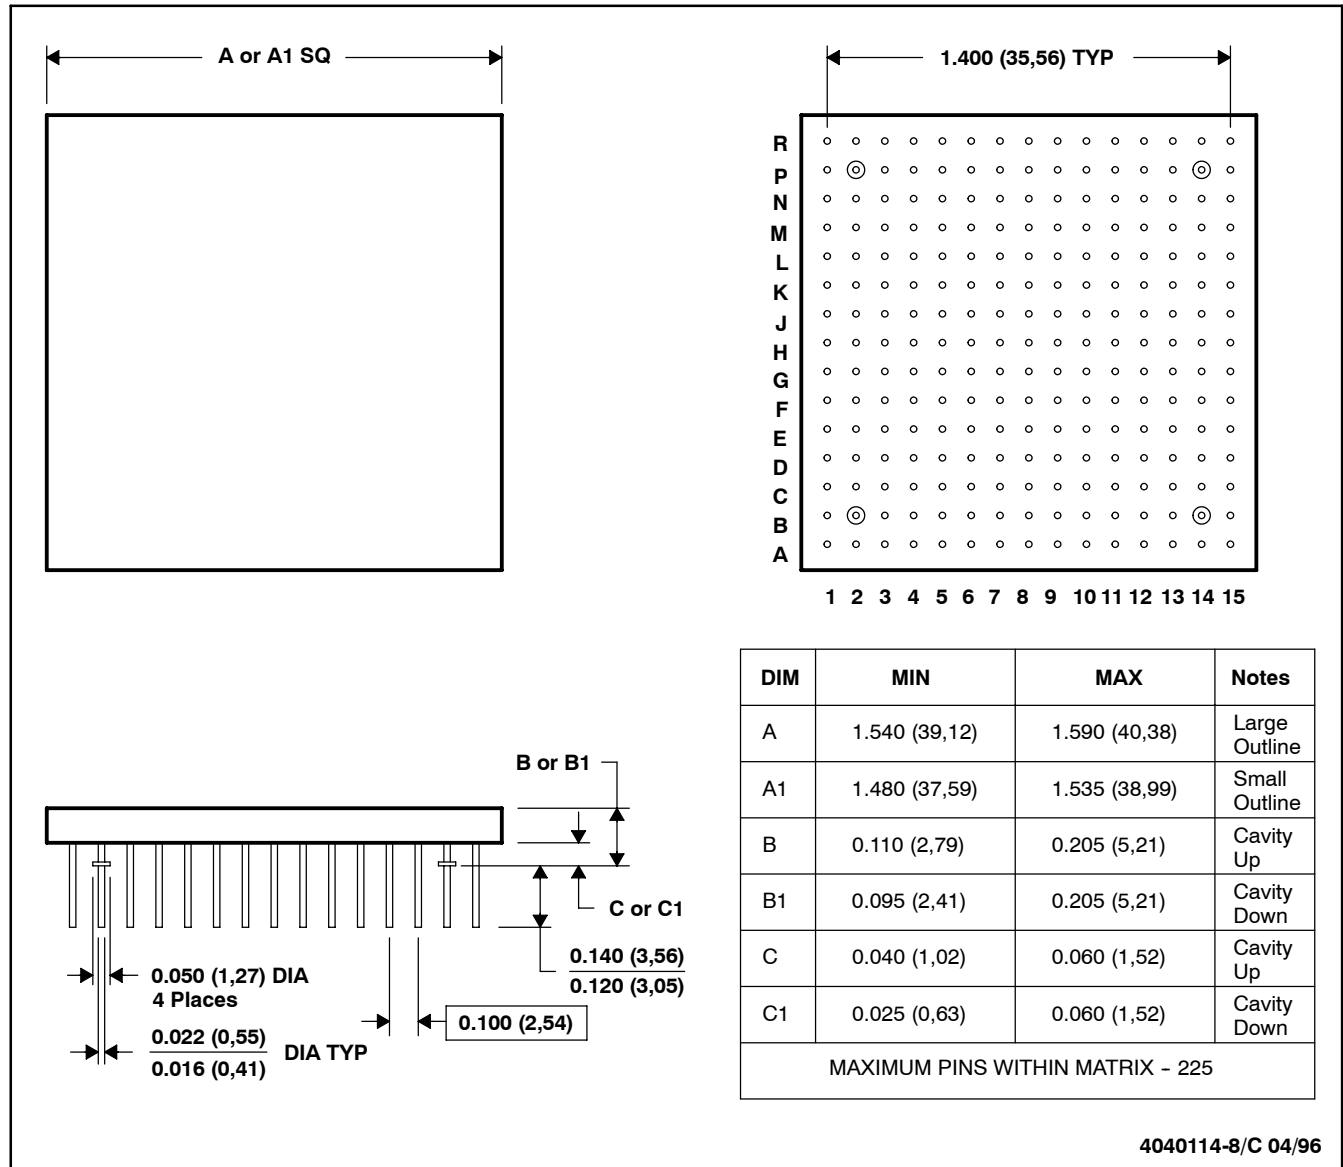 A or A1 SQ
1.400 (35,56) TYP
R
P
N
M
L
K
J
H
G
F
E
D
C
B
A
1 2 3 4 5 6 7 8 9 10 11 12 13 14 15
B or B1
C or C1
0.140 (3,56)
0.120 (3,05)
0.050 (1,27) DIA
4 Places
0.100 (2,54)
0.022 (0,55)
0.016 (0,41)
DIA TYP
DIM MIN MAX Notes
A 1.540 (39,12) 1.590 (40,38) Large Outline
A1 1.480 (37,59) 1.535 (38,99) Small Outline
B 0.110 (2,79) 0.205 (5,21) Cavity Up
B1 0.095 (2,41) 0.205 (5,21) Cavity Down
C 0.040 (1,02) 0.060 (1,52) Cavity Up
C1 0.025 (0,63) 0.060 (1,52) Cavity Down
MAXIMUM PINS WITHIN MATRIX - 225
4040114-8/C 04/96